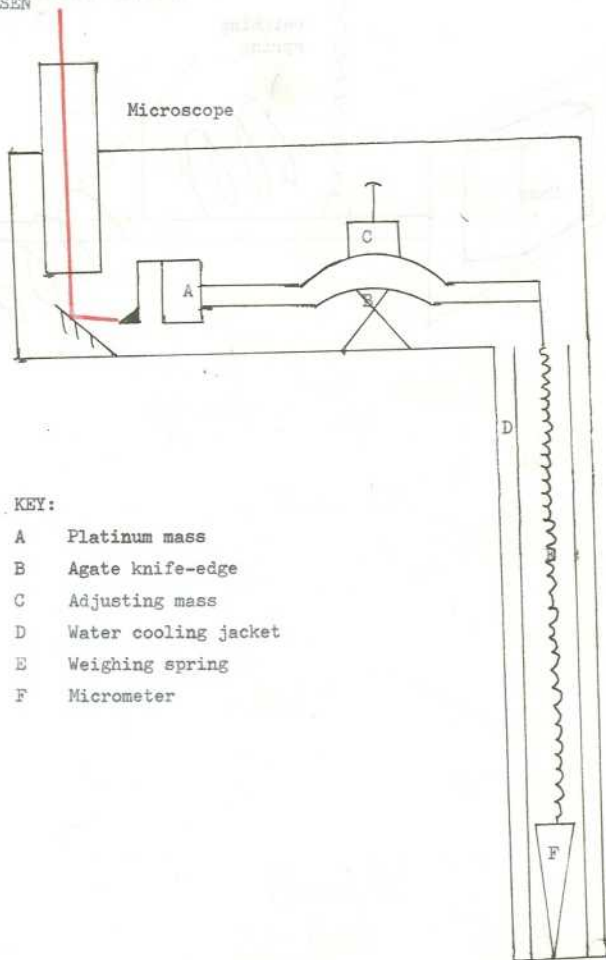 Microscope
C
A
B
D
E
KEY:
A Platinum mass
B Agate knife-edge
C Adjusting mass
D Water cooling jacket
E Weighing spring
F Micrometer
F